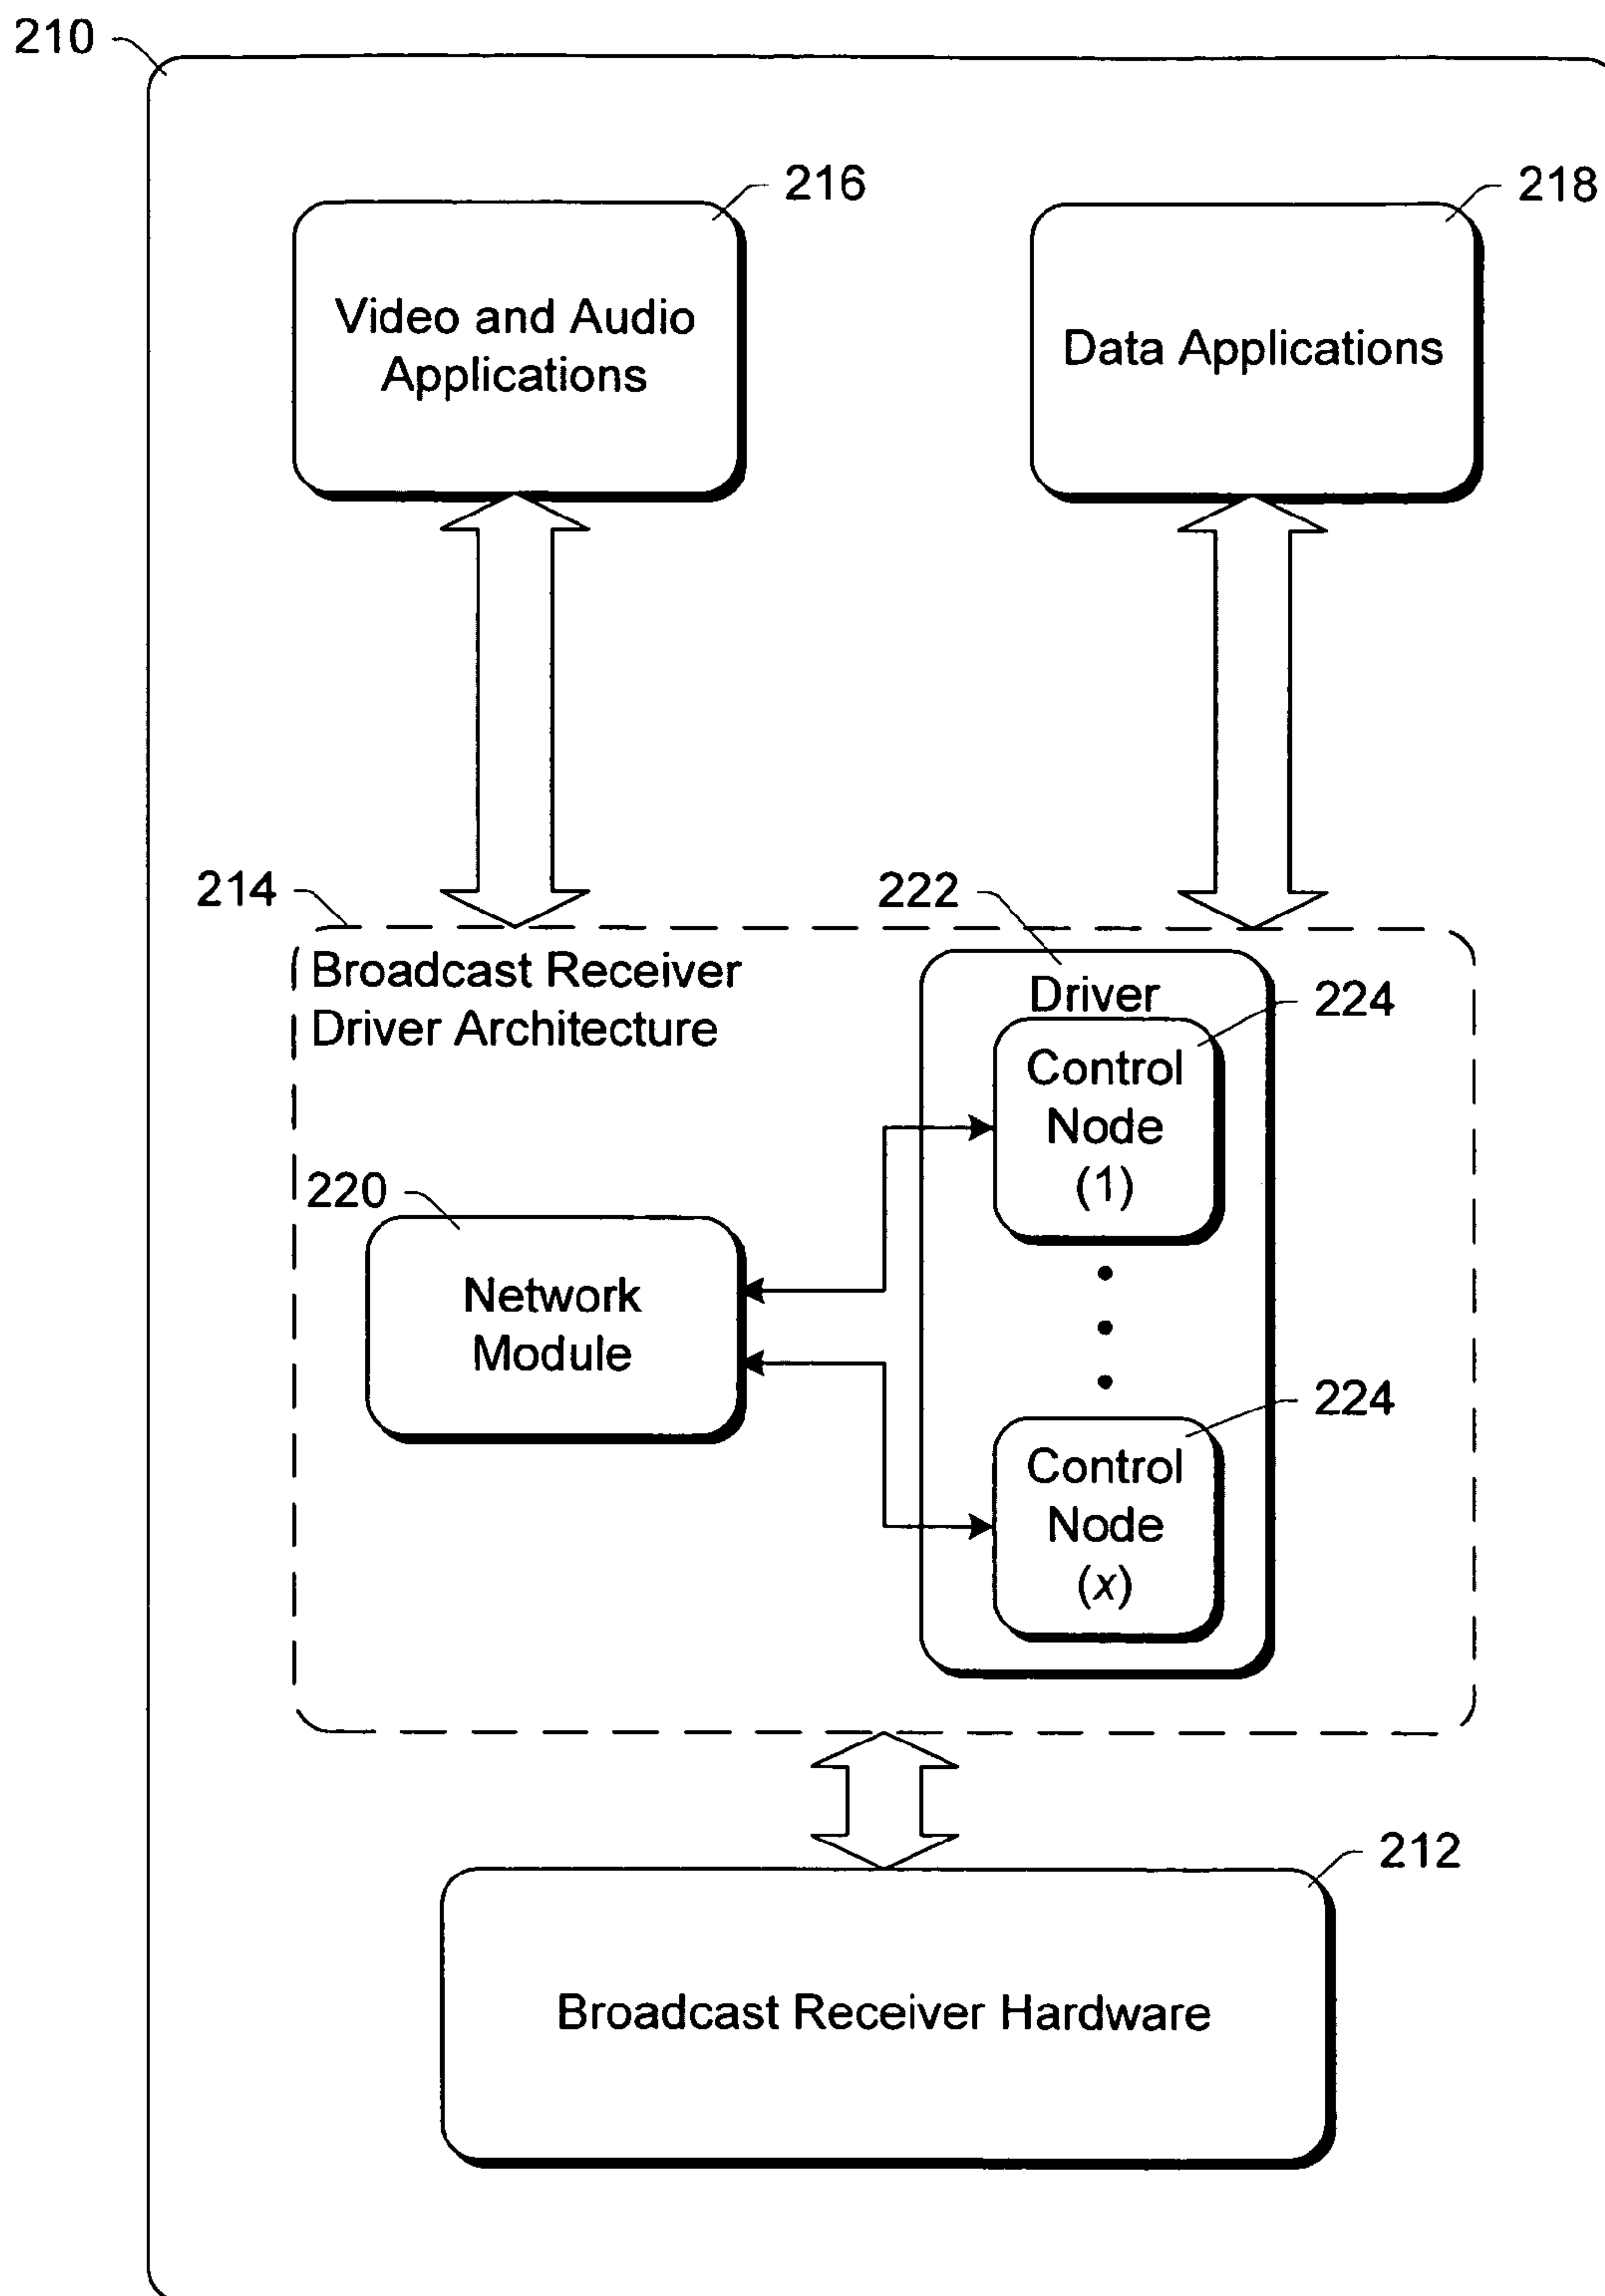 210
216
218
Video and Audio
Applications
Data Applications
214
222
Broadcast Receiver
Driver Architecture
Driver
224
Control
Node
(1)
220
Network
Module
224
Control
Node
(x)
212
Broadcast Receiver Hardware